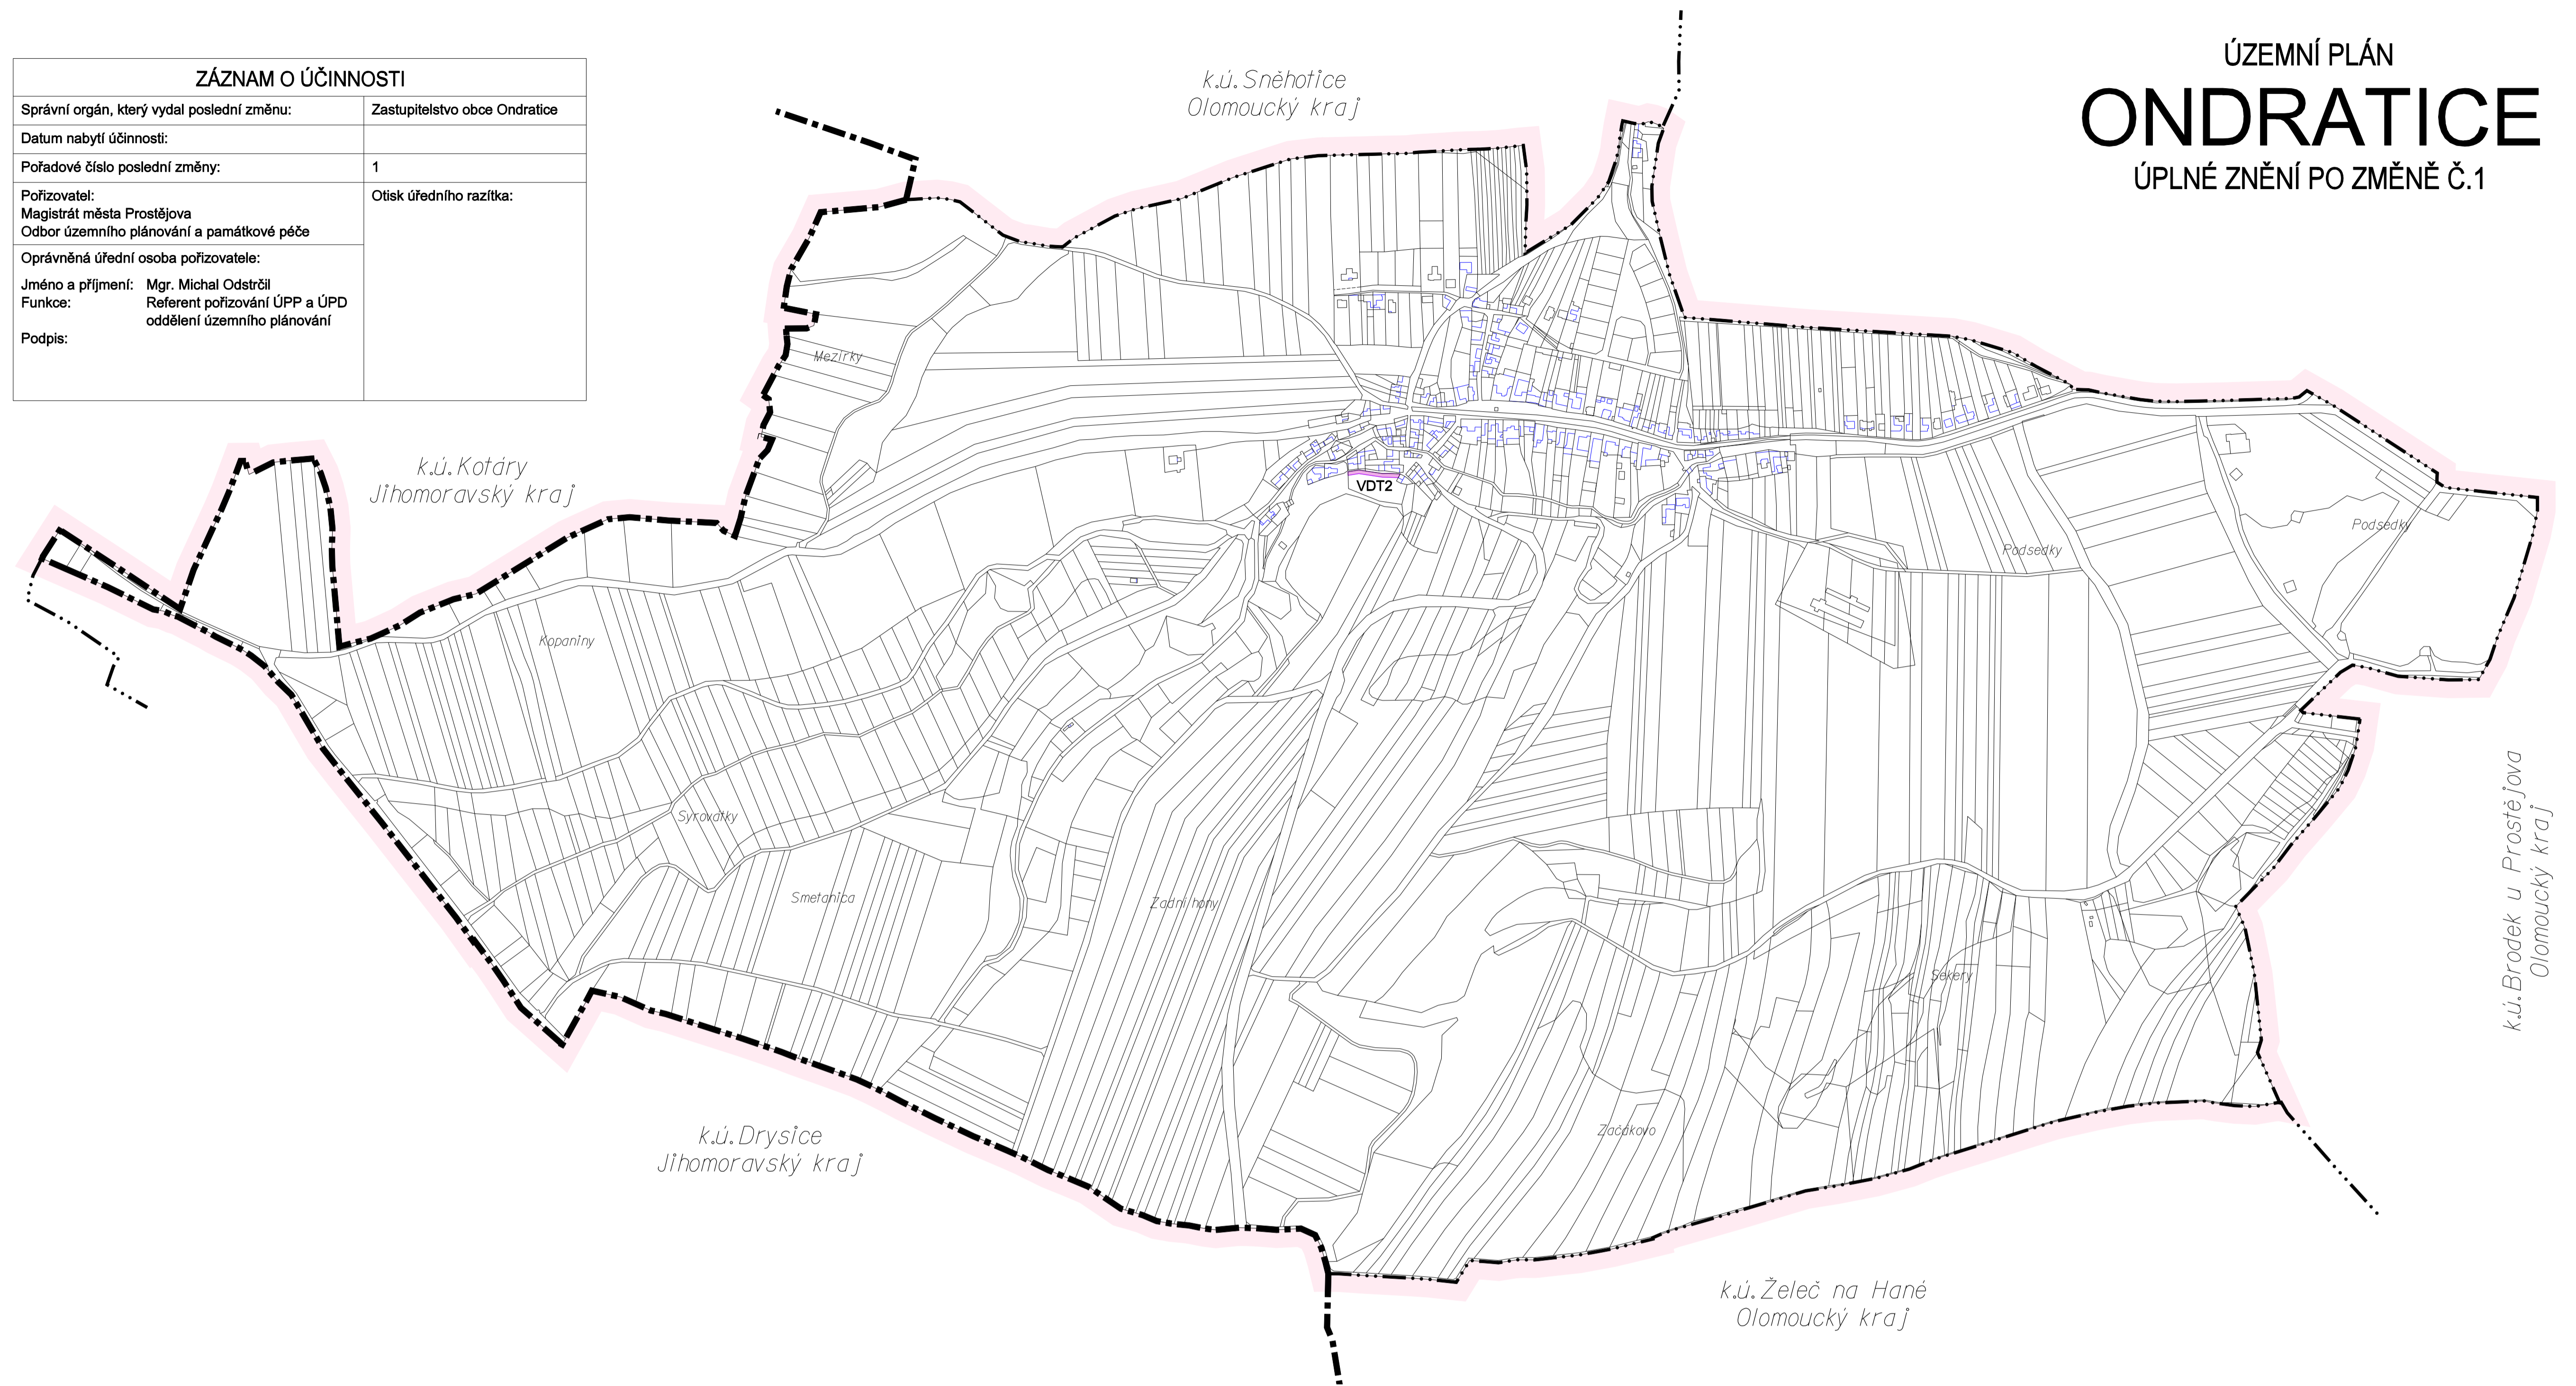 ZÁZNAM O ÚČINNOSTI
Správní orgán, který vydal poslední změnu:
Zastupitelstvo obce Ondratice
Datum nabytí účinnosti:
Pořadové číslo poslední změny:
1
Pořizovatel:
Magistrát města Prostějova
Odbor územního plánování a památkové péče
Otisk úředního razítka:
Oprávněná úřední osoba pořizovatele:
Jméno a příjmení: Mgr. Michal Odstrčil
Funkce: Referent pořizování ÚPP a ÚPD
oddělení územního plánování
Podpis:
ÚZEMNÍ PLÁN
ONDRATICE
ÚPLNÉ ZNĚNÍ PO ZMĚNĚ Č.1
k.ú.Sněhotice
Olomoucký kraj
Mezírky
k.ú.Kotáry
Jihomoravský kraj
VDT2
Podsedky
Podsedky
Kopaniny
Syrovátky
Smetanica
Zadní hony
Sekery
Začákovo
k.ú.Brodek u Prostějova
Olomoucký kraj
k.ú.Drysice
Jihomoravský kraj
k.ú.Želeč na Hané
Olomoucký kraj